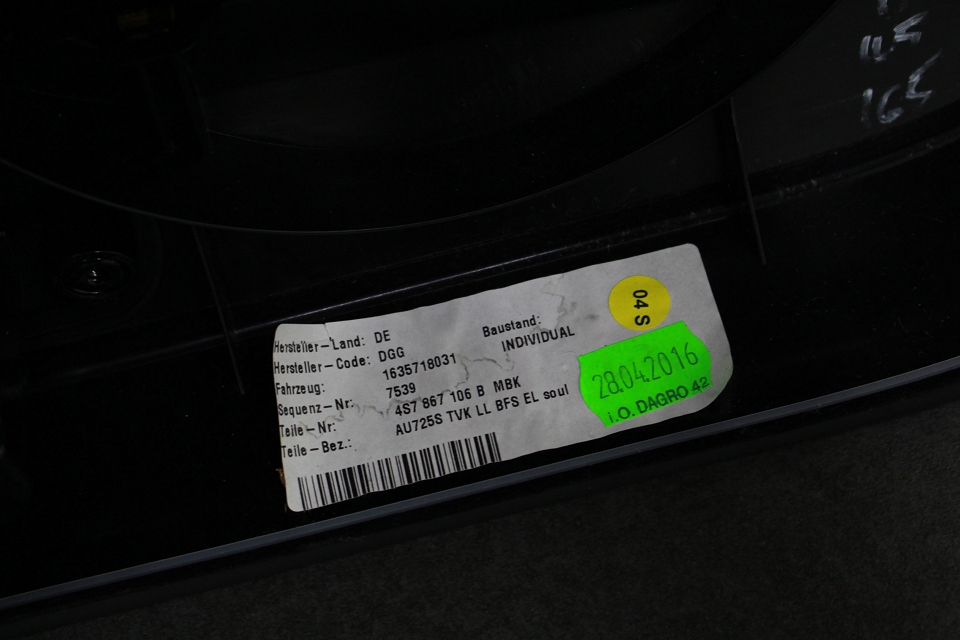 Hersteller-Land: DE
Hersteller-Code: DGG
Fahrzeug: 1635718031
Sequenz-Nr: 7539
Teile-Nr: 4S7 867 106 B MBK
Teile-Bez.: AU725S TVK LL BFS EL soul
Baustand:
INDIVIDUAL
04 S
28.04.2016
i.O. DAGRO 42
165